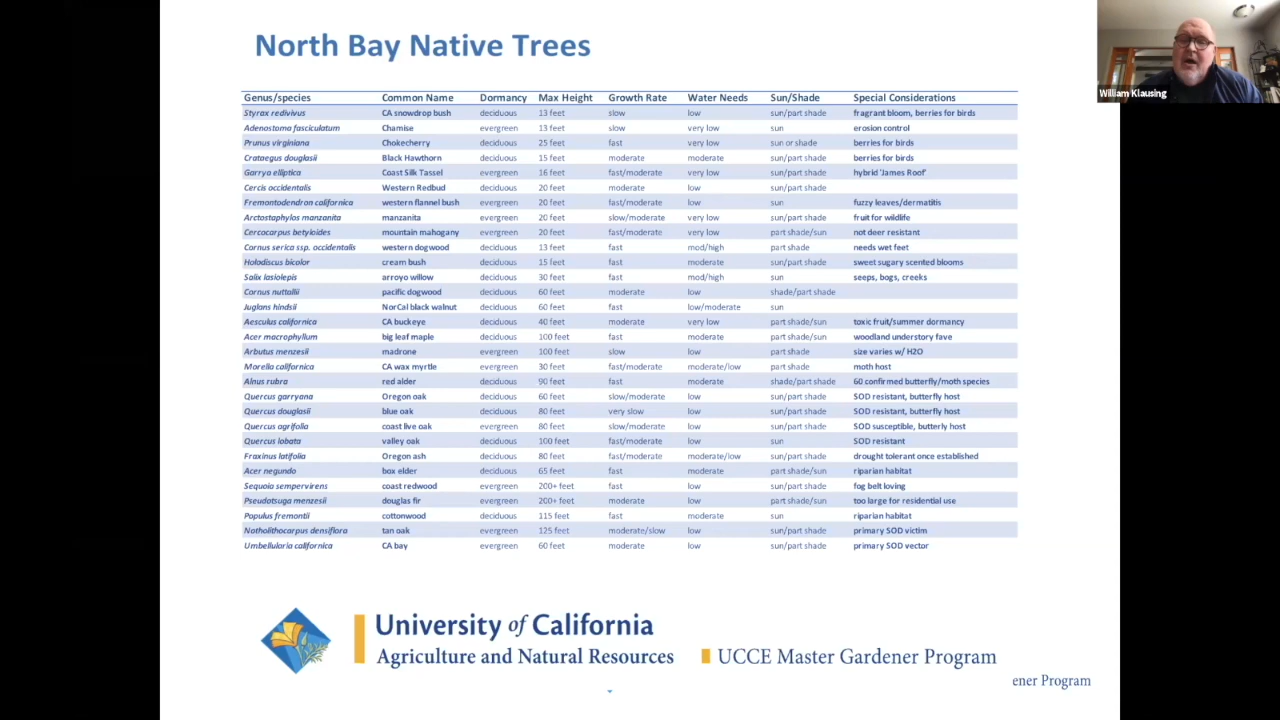 North Bay Native Trees
William Klausing
Genus/species Common Name Dormancy Max Height Growth Rate Water Needs Sun/Shade Special Considerations
Styrax redivivus CA snowdrop bush deciduous 13 feet slow low sun/part shade fragrant bloom, berries for birds
Adenostoma fasciculatum Chamise evergreen 13 feet slow very low sun erosion control
Prunus virginiana Chokecherry deciduous 25 feet fast very low sun or shade berries for birds
Crataegus douglasii Black Hawthorn deciduous 15 feet moderate moderate sun/part shade berries for birds
Garrya elliptica Coast Silk Tassel evergreen 16 feet fast/moderate very low sun/part shade hybrid 'James Roof'
Cercis occidentalis Western Redbud deciduous 20 feet moderate low sun/part shade
Fremontodendron californica western flannel bush evergreen 20 feet fast/moderate low sun fuzzy leaves/dermatitis
Arctostaphylos manzanita manzanita evergreen 20 feet slow/moderate very low sun/part shade fruit for wildlife
Cercocarpus betyloides mountain mahogany evergreen 20 feet fast/moderate very low part shade/sun not deer resistant
Cornus serica ssp. occidentalis western dogwood deciduous 13 feet fast mod/high part shade needs wet feet
Holodiscus bicolor cream bush deciduous 15 feet fast moderate sun/part shade sweet sugary scented blooms
Salix lasiolepis arroyo willow deciduous 30 feet fast mod/high sun seeps, bogs, creeks
Cornus nuttallii pacific dogwood deciduous 60 feet moderate low shade/part shade
Juglans hindsii NorCal black walnut deciduous 60 feet fast low/moderate sun
Aesculus californica CA buckeye deciduous 40 feet moderate very low part shade/sun toxic fruit/summer dormancy
Acer macrophyllum big leaf maple deciduous 100 feet fast moderate part shade/sun woodland understory fave
Arbutus menzesii madrone evergreen 100 feet slow low part shade size varies w/ H2O
Morella californica CA wax myrtle evergreen 30 feet fast/moderate moderate/low part shade moth host
Alnus rubra red alder deciduous 90 feet fast moderate shade/part shade 60 confirmed butterfly/moth species
Quercus garryana Oregon oak deciduous 60 feet slow/moderate low sun/part shade SOD resistant, butterfly host
Quercus douglasii blue oak deciduous 80 feet very slow low sun/part shade SOD resistant, butterfly host
Quercus agrifolia coast live oak evergreen 80 feet slow/moderate low sun/part shade SOD susceptible, butterly host
Quercus lobata valley oak deciduous 100 feet fast/moderate low sun SOD resistant
Fraxinus latifolia Oregon ash deciduous 80 feet fast/moderate moderate/low sun/part shade drought tolerant once established
Acer negundo box elder deciduous 65 feet fast moderate part shade/sun riparian habitat
Sequoia sempervirens coast redwood evergreen 200+ feet fast low sun/part shade fog belt loving
Pseudotsuga menzesii douglas fir evergreen 200+ feet moderate low part shade/sun too large for residential use
Populus fremontii cottonwood deciduous 115 feet fast moderate sun riparian habitat
Notholithocarpus densiflora tan oak evergreen 125 feet moderate/slow low sun/part shade primary SOD victim
Umbellularia californica CA bay evergreen 60 feet moderate low sun/part shade primary SOD vector
University of California
Agriculture and Natural Resources UCCE Master Gardener Program
ener Program